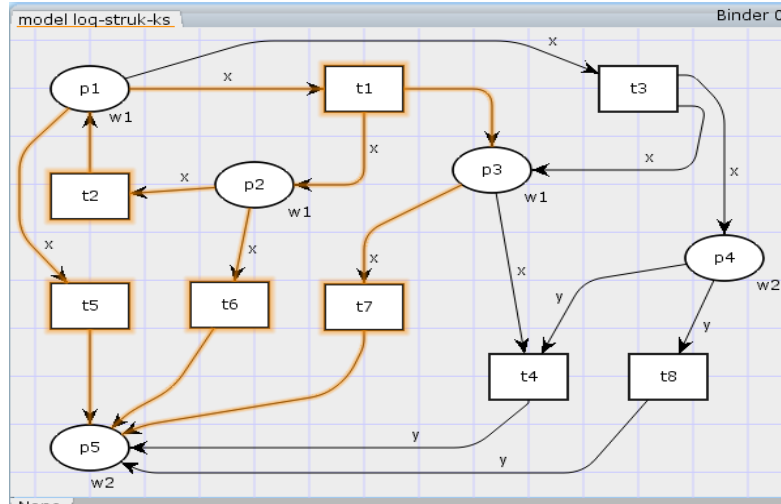 model log-struk-ks
Binder 0
x
p1
x
t1
t3
w1
x
p3
x
x
t2
x
p2
w1
w1
x
x
x
x
y
p4
w2
t5
t6
t7
y
t4
t8
p5
y
y
w2
None